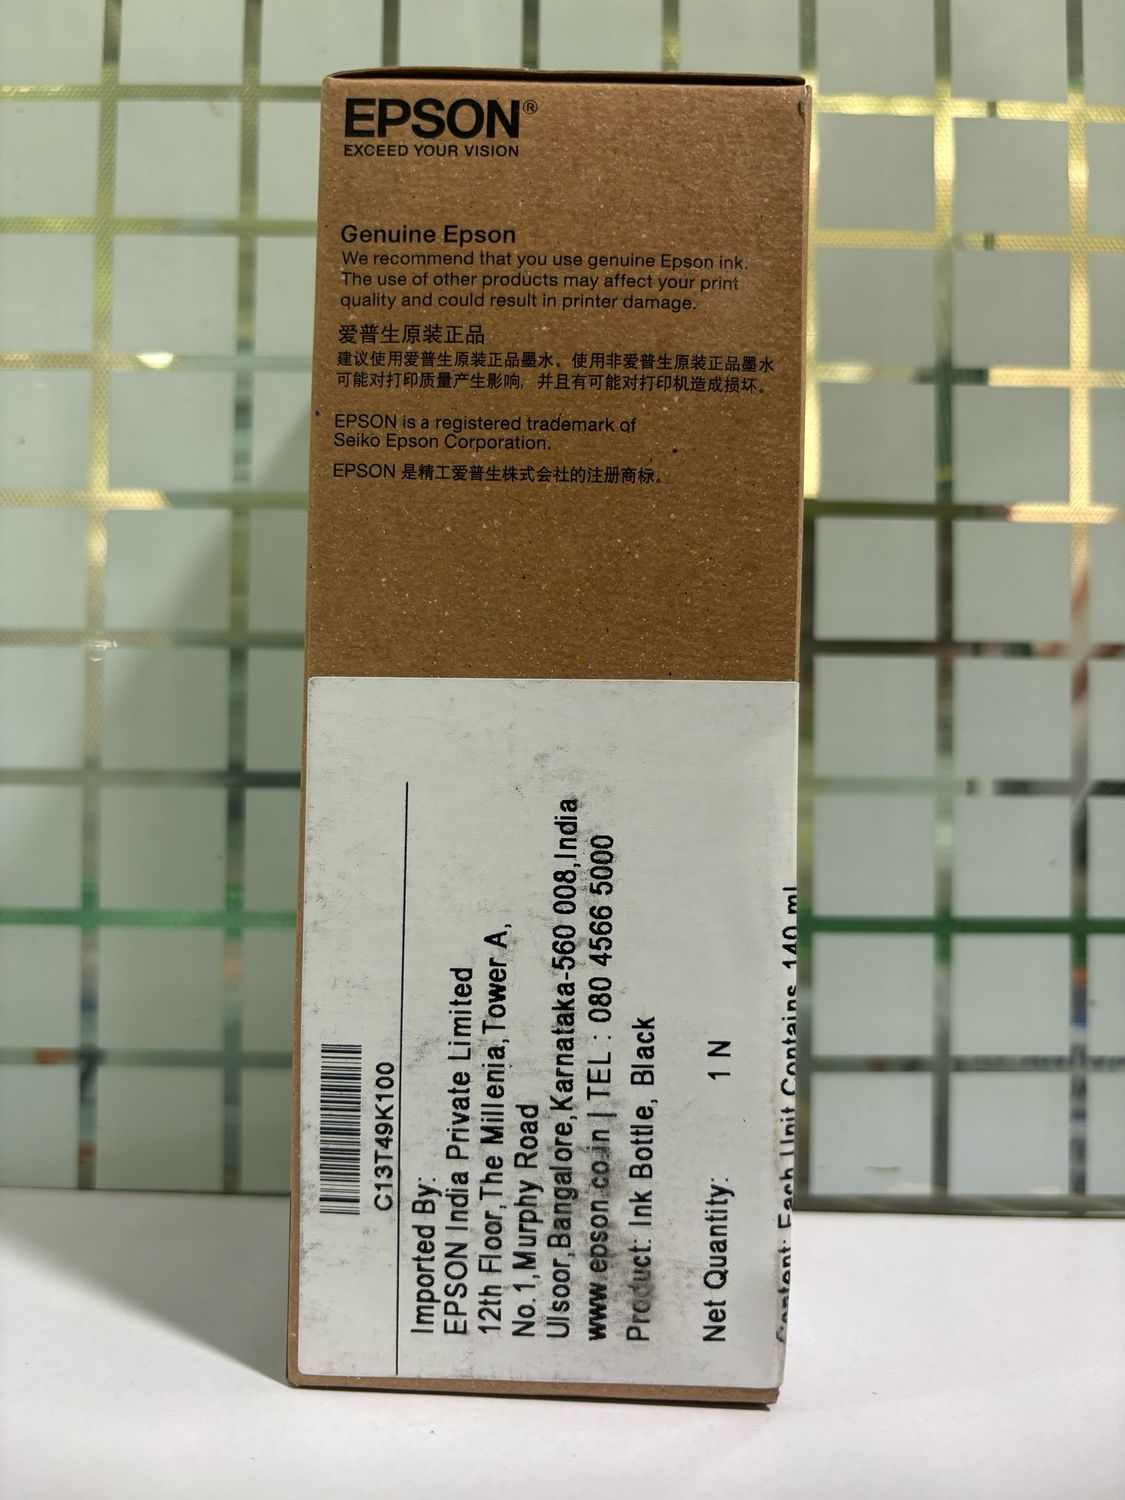 EPSON®
EXCEED YOUR VISION
Genuine Epson
We recommend that you use genuine Epson ink.
The use of other products may affect your print
quality and could result in printer damage.
爱普生原装正品
建议使用爱普生原装正品墨水。使用非爱普生原装正品墨水
可能对打印质量产生影响，并且有可能对打印机造成损坏。
EPSON is a registered trademark of
Seiko Epson Corporation.
EPSON 是精工爱普生株式会社的注册商标。
C13T49K100
Imported By:
EPSON India Private Limited
12th Floor,The Millenia,Tower A,
No.1,Murphy Road
Ulsoor,Bangalore,Karnataka-560 008,India
www.epson.co.in | TEL : 080 4566 5000
Product: Ink Bottle, Black
Net Quantity: 1 N
Content: Each Unit Contains 140 ml